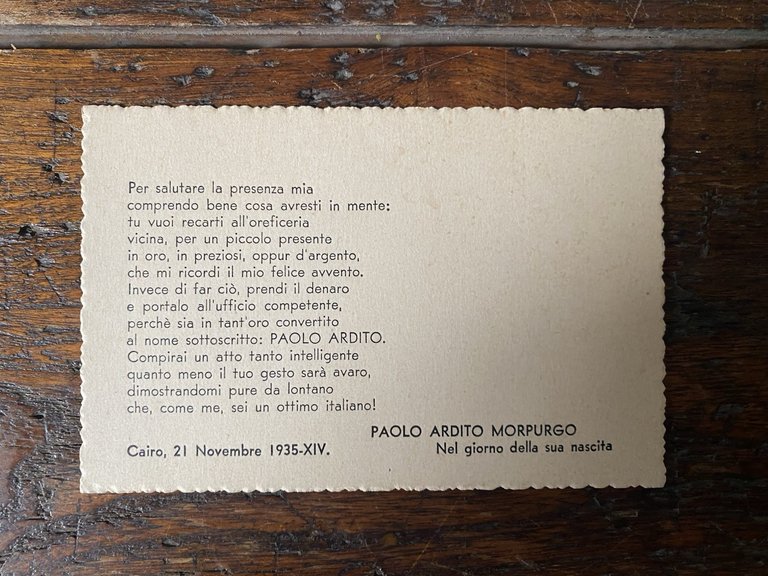 Per salutare la presenza mia
comprendo bene cosa avresti in mente:
tu vuoi recarti all'oreficeria
vicina, per un piccolo presente
in oro, in preziosi, oppur d'argento,
che mi ricordi il mio felice avvento.
Invece di far ciò, prendi il denaro
e portalo all'ufficio competente,
perchè sia in tant'oro convertito
al nome sottoscritto: PAOLO ARDITO.
Compirai un atto tanto intelligente
quanto meno il tuo gesto sarà avaro,
dimostrandomi pure da lontano
che, come me, sei un ottimo italiano!
PAOLO ARDITO MORPURGO
Cairo, 21 Novembre 1935-XIV. Nel giorno della sua nascita